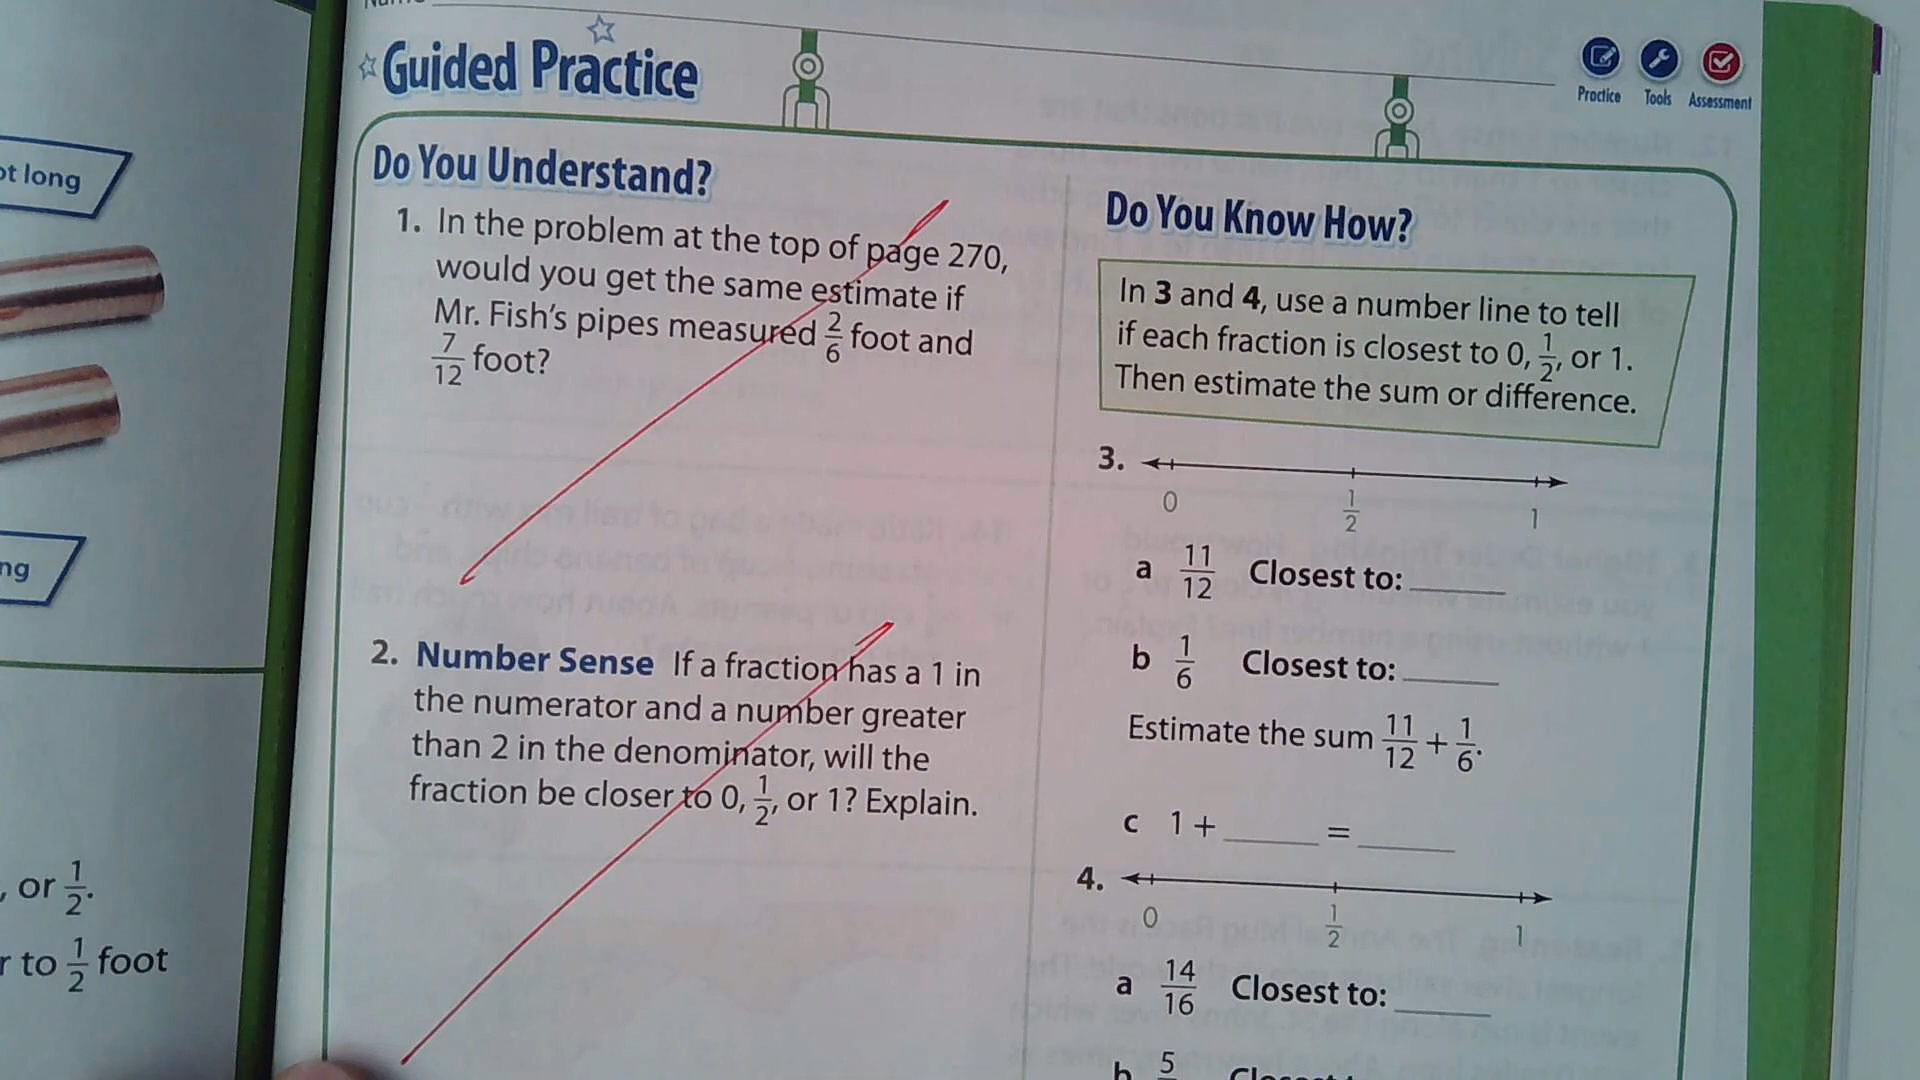 ot long
ng
, or 1/2.
r to 1/2 foot
Guided Practice
Practice Tools Assessment
Do You Understand?
1. In the problem at the top of page 270,
would you get the same estimate if
Mr. Fish's pipes measured 2/6 foot and
7/12 foot?
2. Number Sense If a fraction has a 1 in
the numerator and a number greater
than 2 in the denominator, will the
fraction be closer to 0, 1/2, or 1? Explain.
Do You Know How?
In 3 and 4, use a number line to tell
if each fraction is closest to 0, 1/2, or 1.
Then estimate the sum or difference.
3.
0 1/2 1
a 11/12 Closest to: ____
b 1/6 Closest to: ____
Estimate the sum 11/12 + 1/6.
c 1 + ____ = ____
4.
0 1/2 1
a 14/16 Closest to: ____
b 5